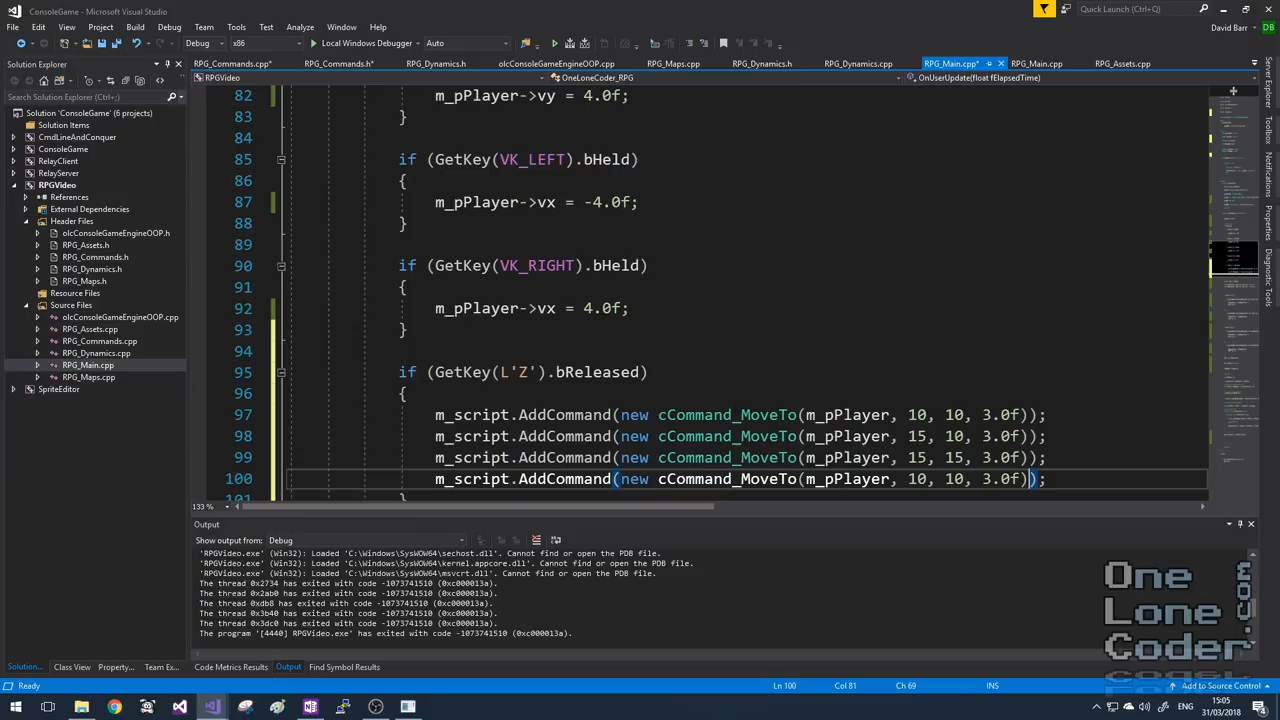 ConsoleGame - Microsoft Visual Studio
Quick Launch (Ctrl+Q)
File Edit View Project Build Debug Team Tools Test Analyze Window Help
David Barr DB
Debug x86 Local Windows Debugger Auto
Solution Explorer
RPG_Commands.cpp* RPG_Commands.h* RPG_Dynamics.h olcConsoleGameEngineOOP.cpp RPG_Maps.cpp RPG_Dynamics.h RPG_Dynamics.cpp RPG_Main.cpp* RPG_Main.cpp RPG_Assets.cpp
RPGVideo OneLoneCoder_RPG OnUserUpdate(float fElapsedTime)
Search Solution Explorer (Ctrl+;)
Solution 'ConsoleGame' (6 projects)
Solution Items
CmdLineAndConquer
ConsoleGame
RelayClient
RelayServer
RPGVideo
References
External Dependencies
Header Files
olcConsoleGameEngineOOP.h
RPG_Assets.h
RPG_Commands.h
RPG_Dynamics.h
RPG_Maps.h
Resource Files
Source Files
olcConsoleGameEngineOOP.cpp
RPG_Assets.cpp
RPG_Commands.cpp
RPG_Dynamics.cpp
RPG_Main.cpp
RPG_Maps.cpp
SpriteEditor
82 m_pPlayer->vy = 4.0f;
83 }
84
85 if (GetKey(VK_LEFT).bHeld)
86 {
87 m_pPlayer->vx = -4.0f;
88 }
89
90 if (GetKey(VK_RIGHT).bHeld)
91 {
92 m_pPlayer->vx = 4.0f;
93 }
94
95 if (GetKey(L'Z').bReleased)
96 {
97 m_script.AddCommand(new cCommand_MoveTo(m_pPlayer, 10, 10, 3.0f));
98 m_script.AddCommand(new cCommand_MoveTo(m_pPlayer, 15, 10, 3.0f));
99 m_script.AddCommand(new cCommand_MoveTo(m_pPlayer, 15, 15, 3.0f));
100 m_script.AddCommand(new cCommand_MoveTo(m_pPlayer, 10, 10, 3.0f));
101 }
133 %
Server Explorer
Toolbox
Notifications
Properties
Diagnostic Tools
Output
Show output from: Debug
'RPGVideo.exe' (Win32): Loaded 'C:\Windows\SysWOW64\sechost.dll'. Cannot find or open the PDB file.
'RPGVideo.exe' (Win32): Loaded 'C:\Windows\SysWOW64\kernel.appcore.dll'. Cannot find or open the PDB file.
'RPGVideo.exe' (Win32): Loaded 'C:\Windows\SysWOW64\msvcrt.dll'. Cannot find or open the PDB file.
The thread 0x2734 has exited with code -1073741510 (0xc000013a).
The thread 0x2ab0 has exited with code -1073741510 (0xc000013a).
The thread 0xdb8 has exited with code -1073741510 (0xc000013a).
The thread 0x3b40 has exited with code -1073741510 (0xc000013a).
The thread 0x3dc0 has exited with code -1073741510 (0xc000013a).
The program '[4440] RPGVideo.exe' has exited with code -1073741510 (0xc000013a).
One
Lone
Coder
.com
Solution... Class View Property... Team Ex...
Code Metrics Results Output Find Symbol Results
Ready Ln 100 Col 81 Ch 69 INS Add to Source Control
ENG 15:05
31/03/2018